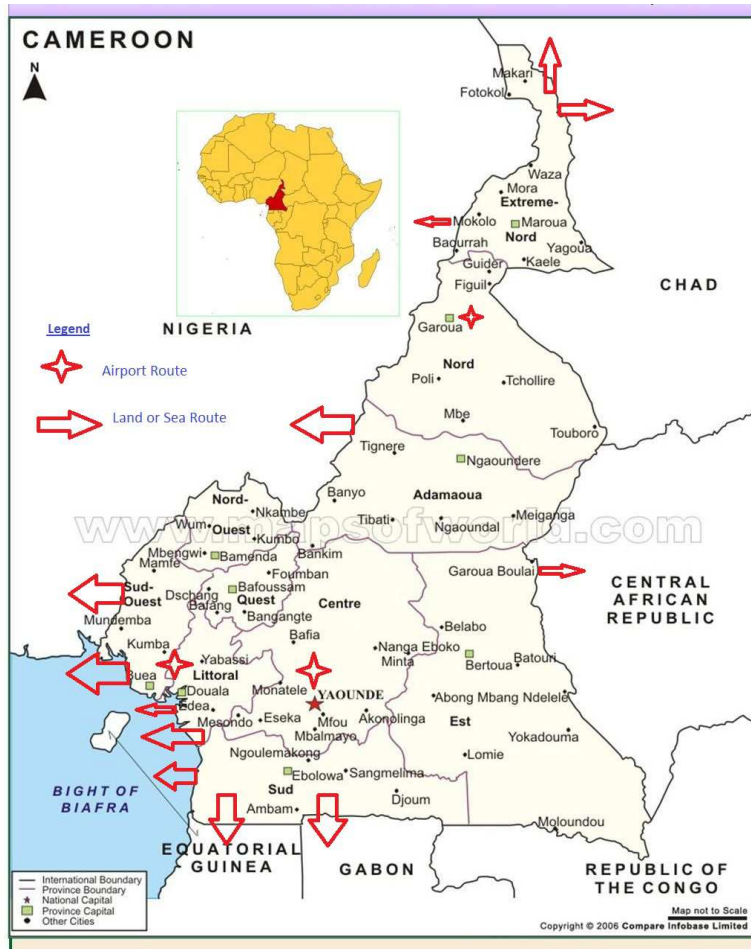 CAMEROON
N
Makari
Fotokol
Waza
Mora
Extreme-
Mokolo
Maroua
Nord
Baourrah
Yagoua
Guider
Kaele
Figuil
CHAD
NIGERIA
Legend
Garoua
Airport Route
Nord
Poli
Tchollire
Land or Sea Route
Mbe
Touboro
Tignere
Ngaoundere
Banyo
Adamaoua
Nord-
Nkambe
Tibati
Meiganga
Ngaoundal
www.mapsofworld.com
Wum
Ouest
Kumbo
Mbengwi
Bamenda
Bankim
Mamfe
Foumban
Garoua Boulai
Sud-
Ouest
Dschang
Bafoussam
Quest
Centre
CENTRAL
AFRICAN
REPUBLIC
Bafang
Bangangte
Mundemba
Belabo
Bafia
Kumba
Nanga Eboko
Yabassi
Minta
Bertoua
Batouri
Buea
Littoral
Douala
Monatele
YAOUNDE
Abong Mbang
Ndelele
Edea
Mesondo
Eseka
Mfou
Akonolinga
Est
Mbalmayo
Yokadouma
Ngoulemakong
Lomie
BIGHT OF
BIAFRA
Ebolowa
Sangmelima
Sud
Djoum
Ambam
Moloundou
EQUATORIAL
GUINEA
GABON
REPUBLIC OF
THE CONGO
International Boundary
Province Boundary
National Capital
Province Capital
Other Cities
Map not to Scale
Copyright © 2006 Compare Infobase Limited